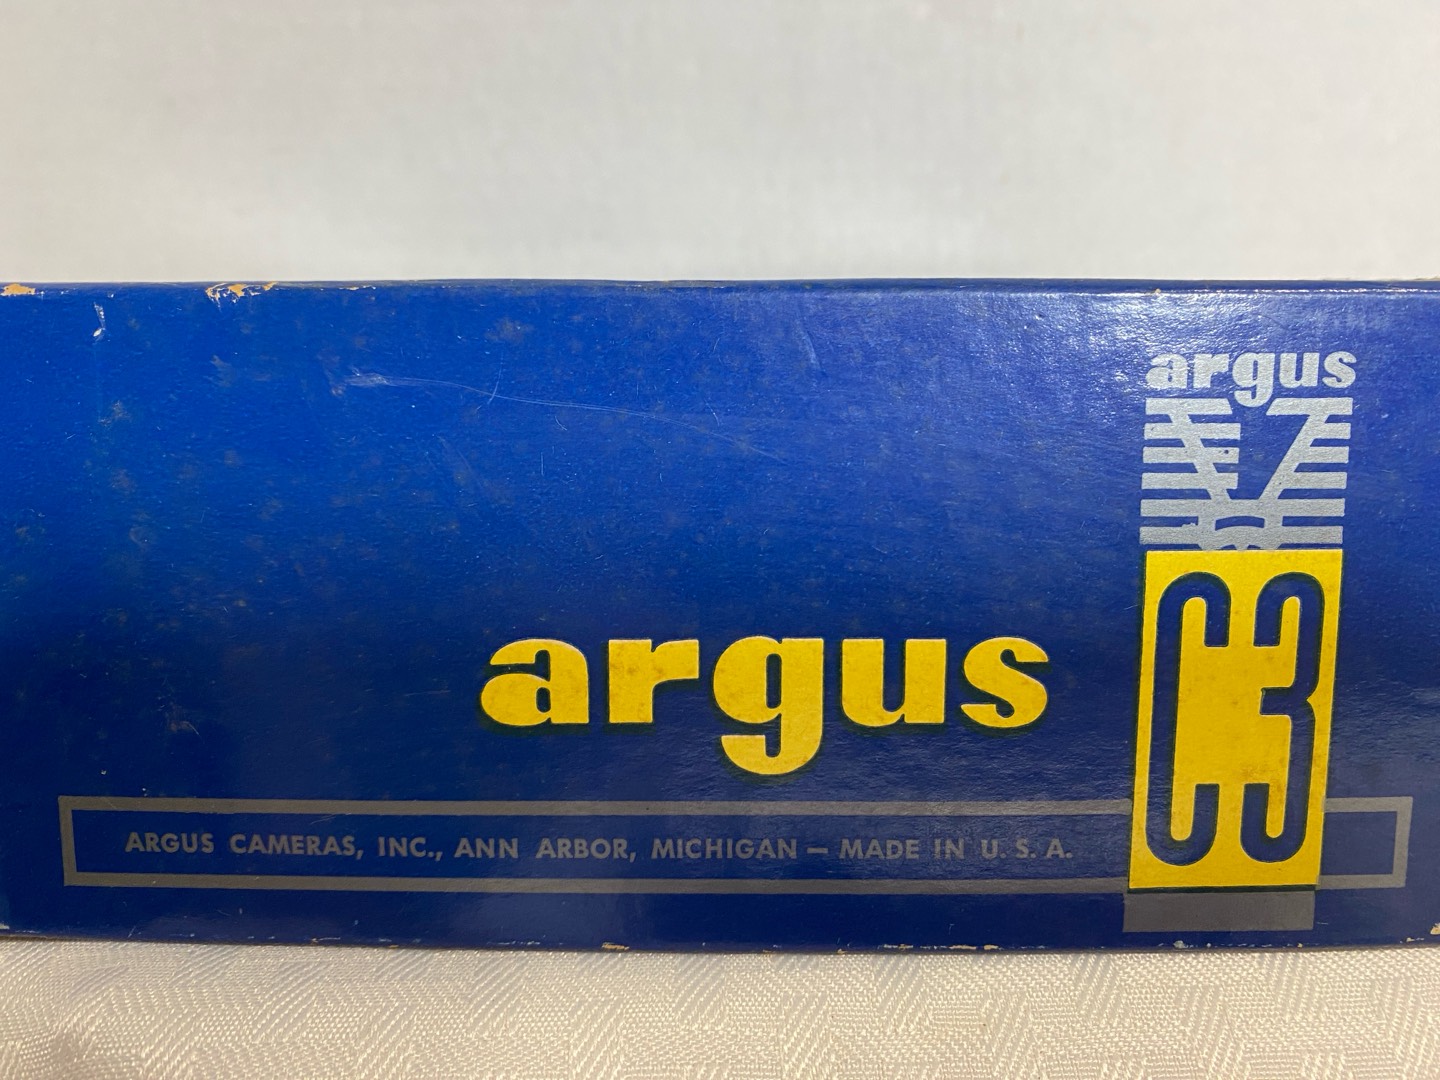 argus
C3
argus
ARGUS CAMERAS, INC., ANN ARBOR, MICHIGAN — MADE IN U. S. A.